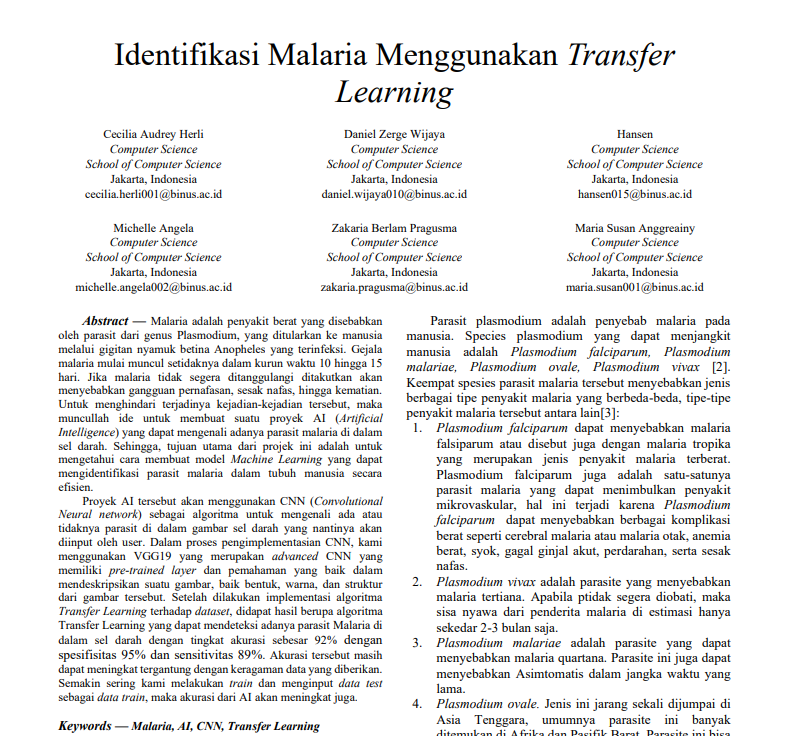 Identifikasi Malaria Menggunakan Transfer
Learning
Cecilia Audrey Herli
Computer Science
School of Computer Science
Jakarta, Indonesia
cecilia.herli001@binus.ac.id
Daniel Zerge Wijaya
Computer Science
School of Computer Science
Jakarta, Indonesia
daniel.wijaya010@binus.ac.id
Hansen
Computer Science
School of Computer Science
Jakarta, Indonesia
hansen015@binus.ac.id
Michelle Angela
Computer Science
School of Computer Science
Jakarta, Indonesia
michelle.angela002@binus.ac.id
Zakaria Berlam Pragusma
Computer Science
School of Computer Science
Jakarta, Indonesia
zakaria.pragusma@binus.ac.id
Maria Susan Anggreainy
Computer Science
School of Computer Science
Jakarta, Indonesia
maria.susan001@binus.ac.id
Abstract — Malaria adalah penyakit berat yang disebabkan
oleh parasit dari genus Plasmodium, yang ditularkan ke manusia
melalui gigitan nyamuk betina Anopheles yang terinfeksi. Gejala
malaria mulai muncul setidaknya dalam kurun waktu 10 hingga 15
hari. Jika malaria tidak segera ditanggulangi ditakutkan akan
menyebabkan gangguan pernafasan, sesak nafas, hingga kematian.
Untuk menghindari terjadinya kejadian-kejadian tersebut, maka
muncullah ide untuk membuat suatu proyek AI (Artificial
Intelligence) yang dapat mengenali adanya parasit malaria di dalam
sel darah. Sehingga, tujuan utama dari projek ini adalah untuk
mengetahui cara membuat model Machine Learning yang dapat
mengidentifikasi parasit malaria dalam tubuh manusia secara
efisien.
Proyek AI tersebut akan menggunakan CNN (Convolutional
Neural network) sebagai algoritma untuk mengenali ada atau
tidaknya parasit di dalam gambar sel darah yang nantinya akan
diinput oleh user. Dalam proses pengimplementasian CNN, kami
menggunakan VGG19 yang merupakan advanced CNN yang
memiliki pre-trained layer dan pemahaman yang baik dalam
mendeskripsikan suatu gambar, baik bentuk, warna, dan struktur
dari gambar tersebut. Setelah dilakukan implementasi algoritma
Transfer Learning terhadap dataset, didapat hasil berupa algoritma
Transfer Learning yang dapat mendeteksi adanya parasit Malaria di
dalam sel darah dengan tingkat akurasi sebesar 92% dengan
spesifisitas 95% dan sensitivitas 89%. Akurasi tersebut masih
dapat meningkat tergantung dengan keragaman data yang diberikan.
Semakin sering kami melakukan train dan menginput data test
sebagai data train, maka akurasi dari AI akan meningkat juga.
Keywords — Malaria, AI, CNN, Transfer Learning
Parasit plasmodium adalah penyebab malaria pada
manusia. Species plasmodium yang dapat menjangkit
manusia adalah Plasmodium falciparum, Plasmodium
malariae, Plasmodium ovale, Plasmodium vivax [2].
Keempat spesies parasit malaria tersebut menyebabkan jenis
berbagai tipe penyakit malaria yang berbeda-beda, tipe-tipe
penyakit malaria tersebut antara lain[3]:
1. Plasmodium falciparum dapat menyebabkan malaria
falsiparum atau disebut juga dengan malaria tropika
yang merupakan jenis penyakit malaria terberat.
Plasmodium falciparum juga adalah satu-satunya
parasit malaria yang dapat menimbulkan penyakit
mikrovaskular, hal ini terjadi karena Plasmodium
falciparum dapat menyebabkan berbagai komplikasi
berat seperti cerebral malaria atau malaria otak, anemia
berat, syok, gagal ginjal akut, perdarahan, serta sesak
nafas.
2. Plasmodium vivax adalah parasite yang menyebabkan
malaria tertiana. Apabila ptidak segera diobati, maka
sisa nyawa dari penderita malaria di estimasi hanya
sekedar 2-3 bulan saja.
3. Plasmodium malariae adalah parasite yang dapat
menyebabkan malaria quartana. Parasite ini juga dapat
menyebabkan Asimtomatis dalam jangka waktu yang
lama.
4. Plasmodium ovale. Jenis ini jarang sekali dijumpai di
Asia Tenggara, umumnya parasite ini banyak
ditemukan di Afrika dan Pasifik Barat. Parasite ini bisa